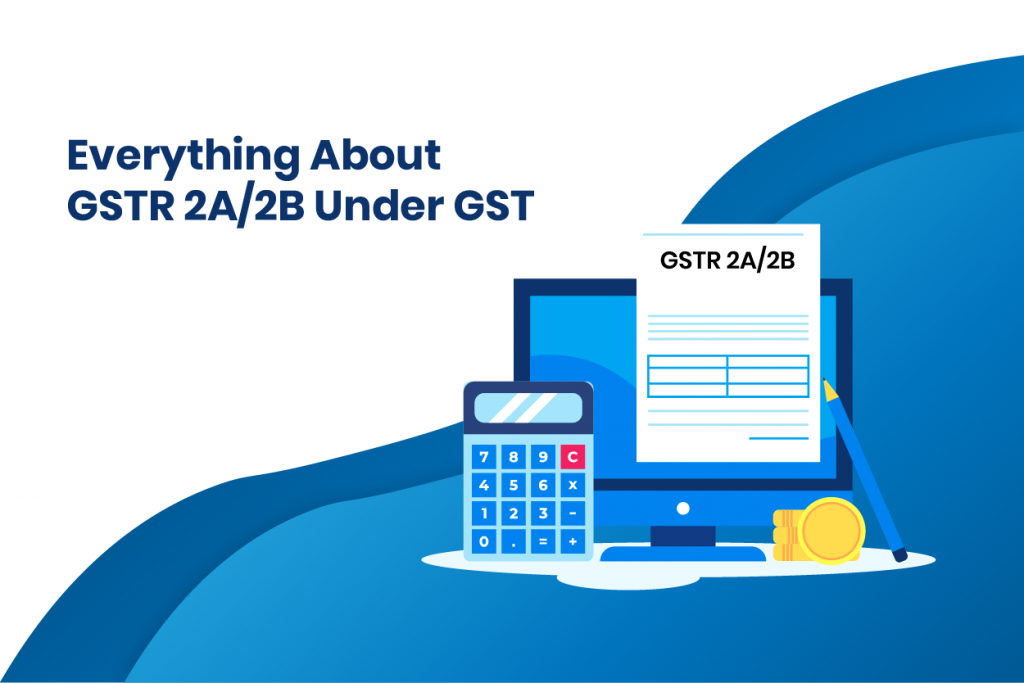 Everything About
GSTR 2A/2B Under GST
GSTR 2A/2B
7 8 9 C
4 5 6 x
1 2 3 -
0 . = +